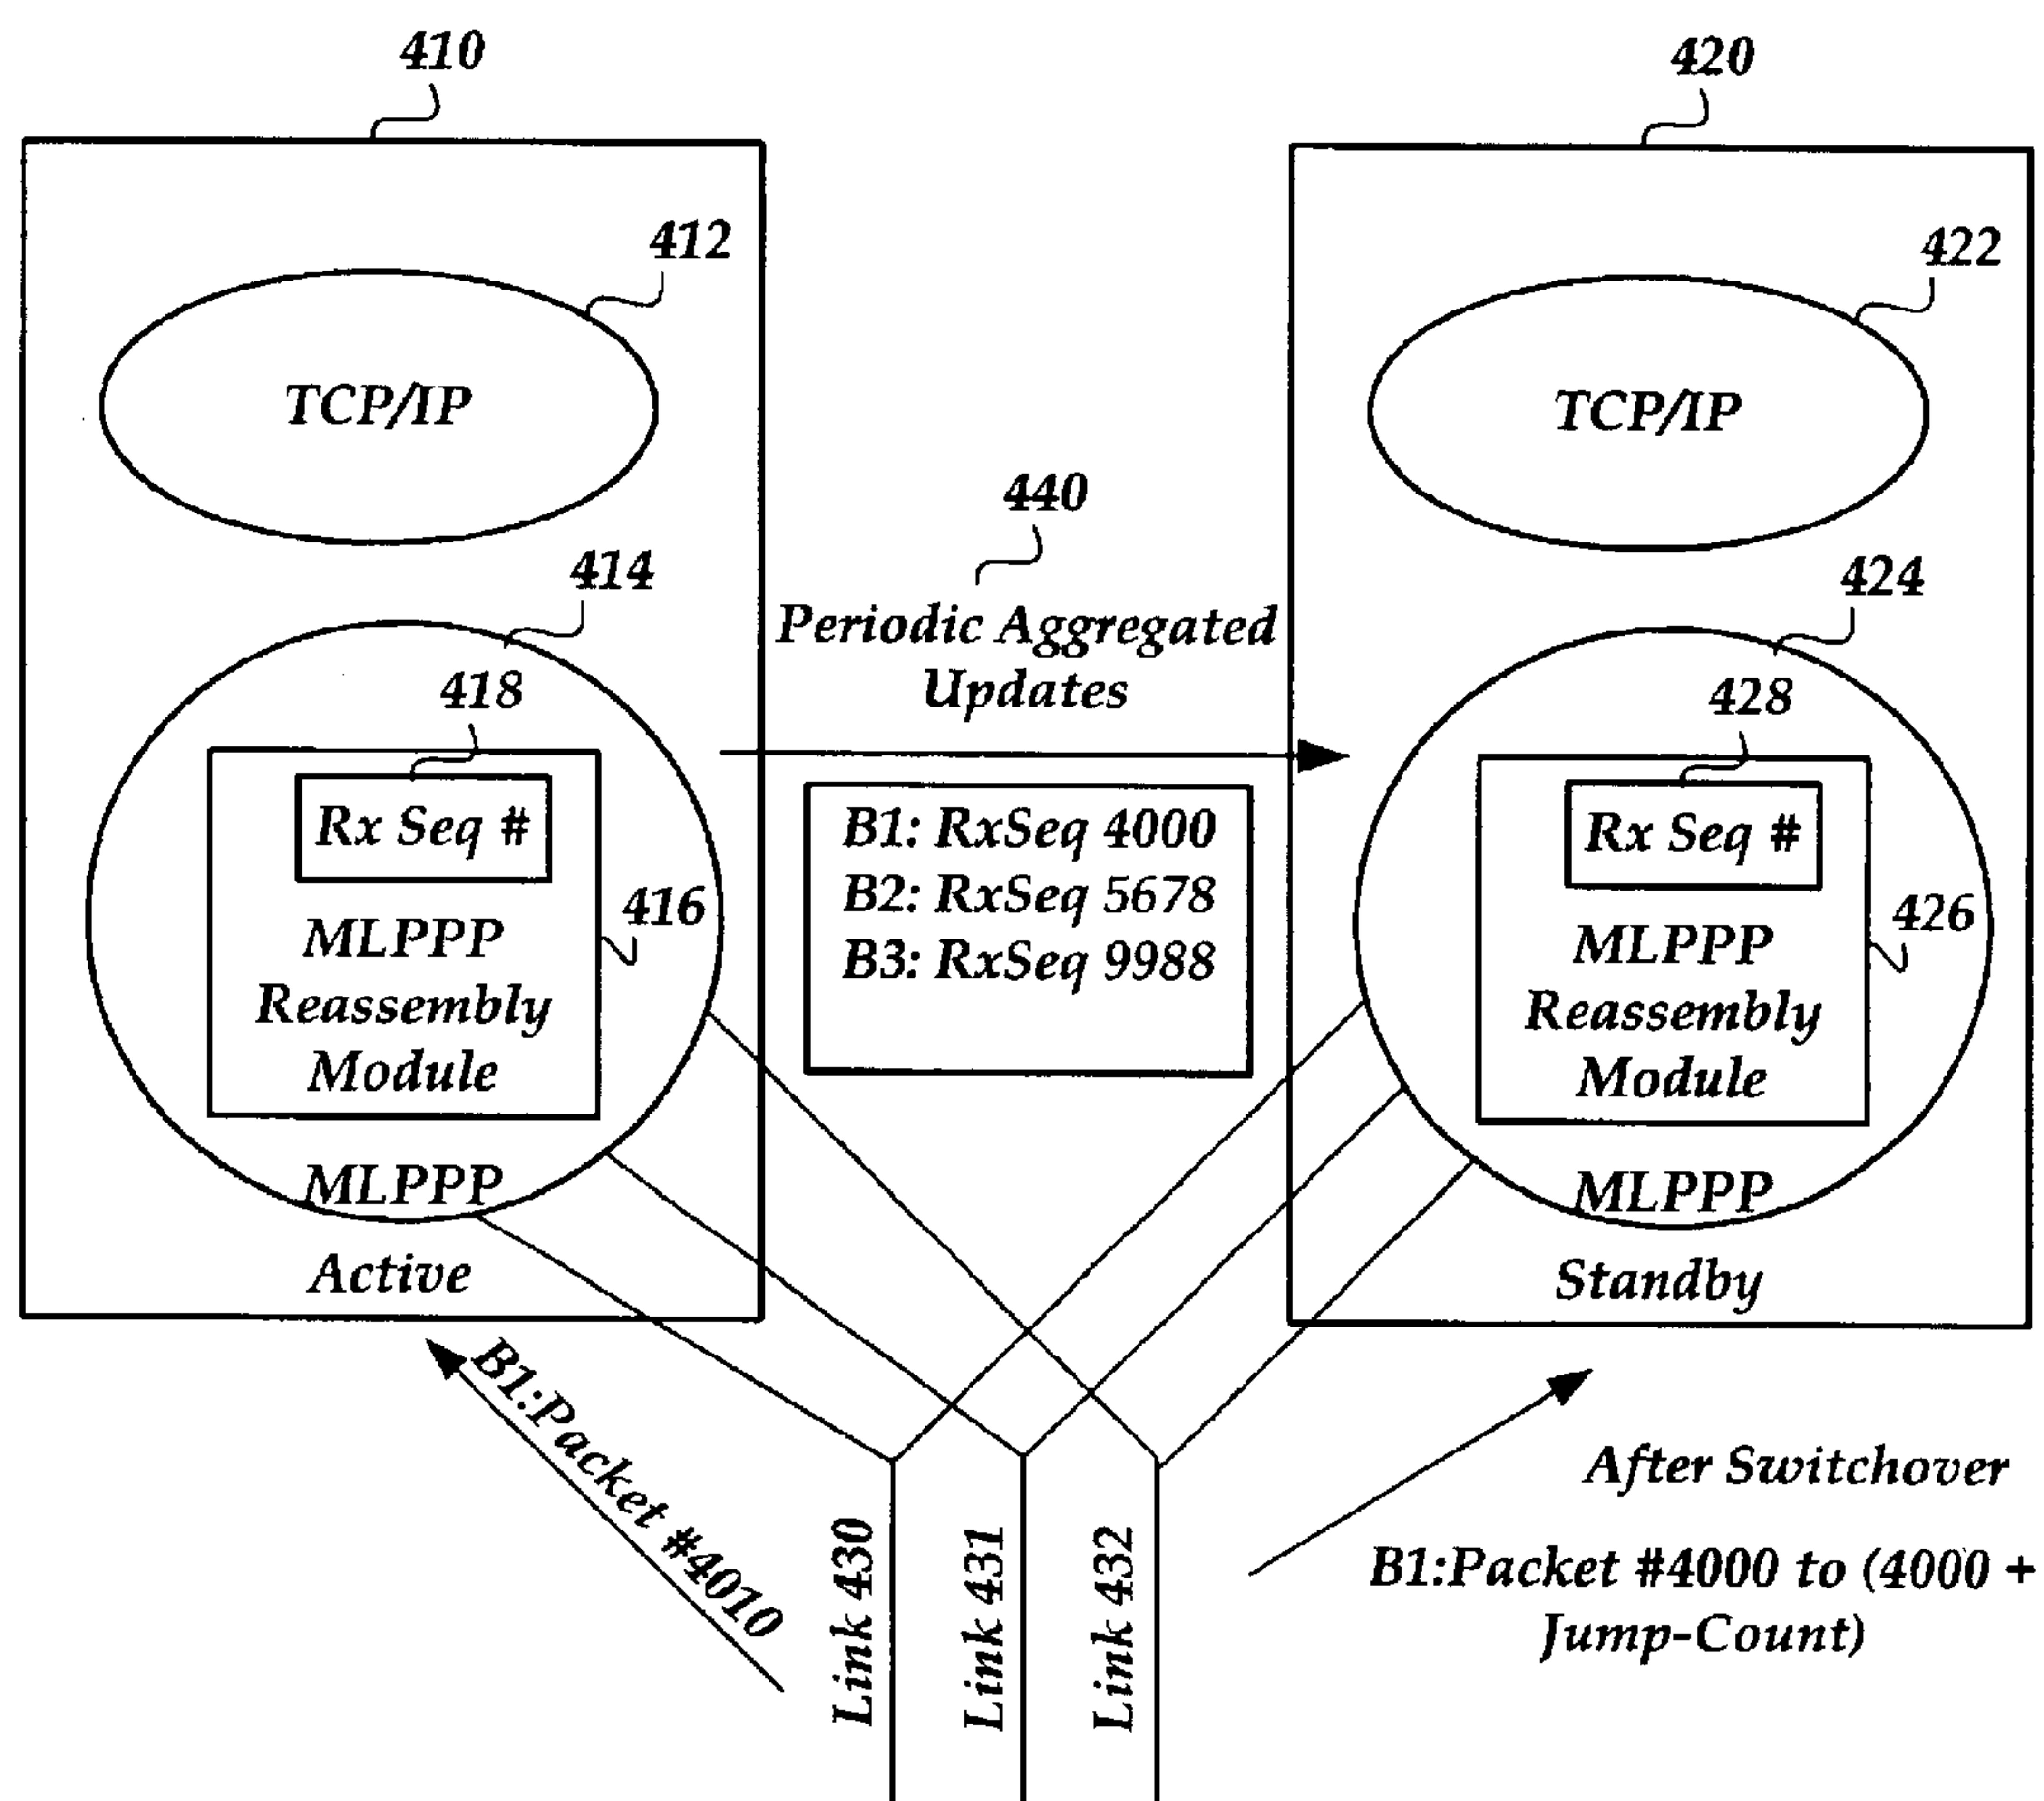 410
420
412
422
TCP/IP
TCP/IP
440
414
424
Periodic Aggregated
Updates
418
428
Rx Seq #
Rx Seq #
B1: RxSeq 4000
B2: RxSeq 5678
B3: RxSeq 9988
416
426
MLPPP
Reassembly
Module
MLPPP
Reassembly
Module
MLPPP
MLPPP
Active
Standby
B1:Packet #4010
Link 430
Link 431
Link 432
After Switchover
B1:Packet #4000 to (4000 +
Jump-Count)